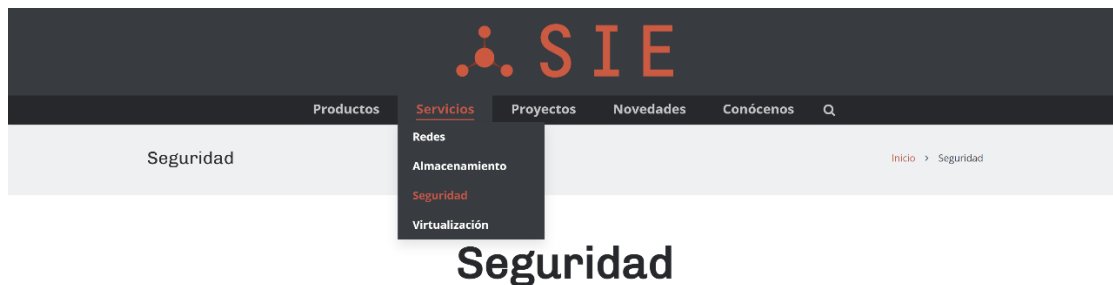 SIE
Productos Servicios Proyectos Novedades Conócenos
Redes
Seguridad
Inicio > Seguridad
Almacenamiento
Seguridad
Virtualización
Seguridad